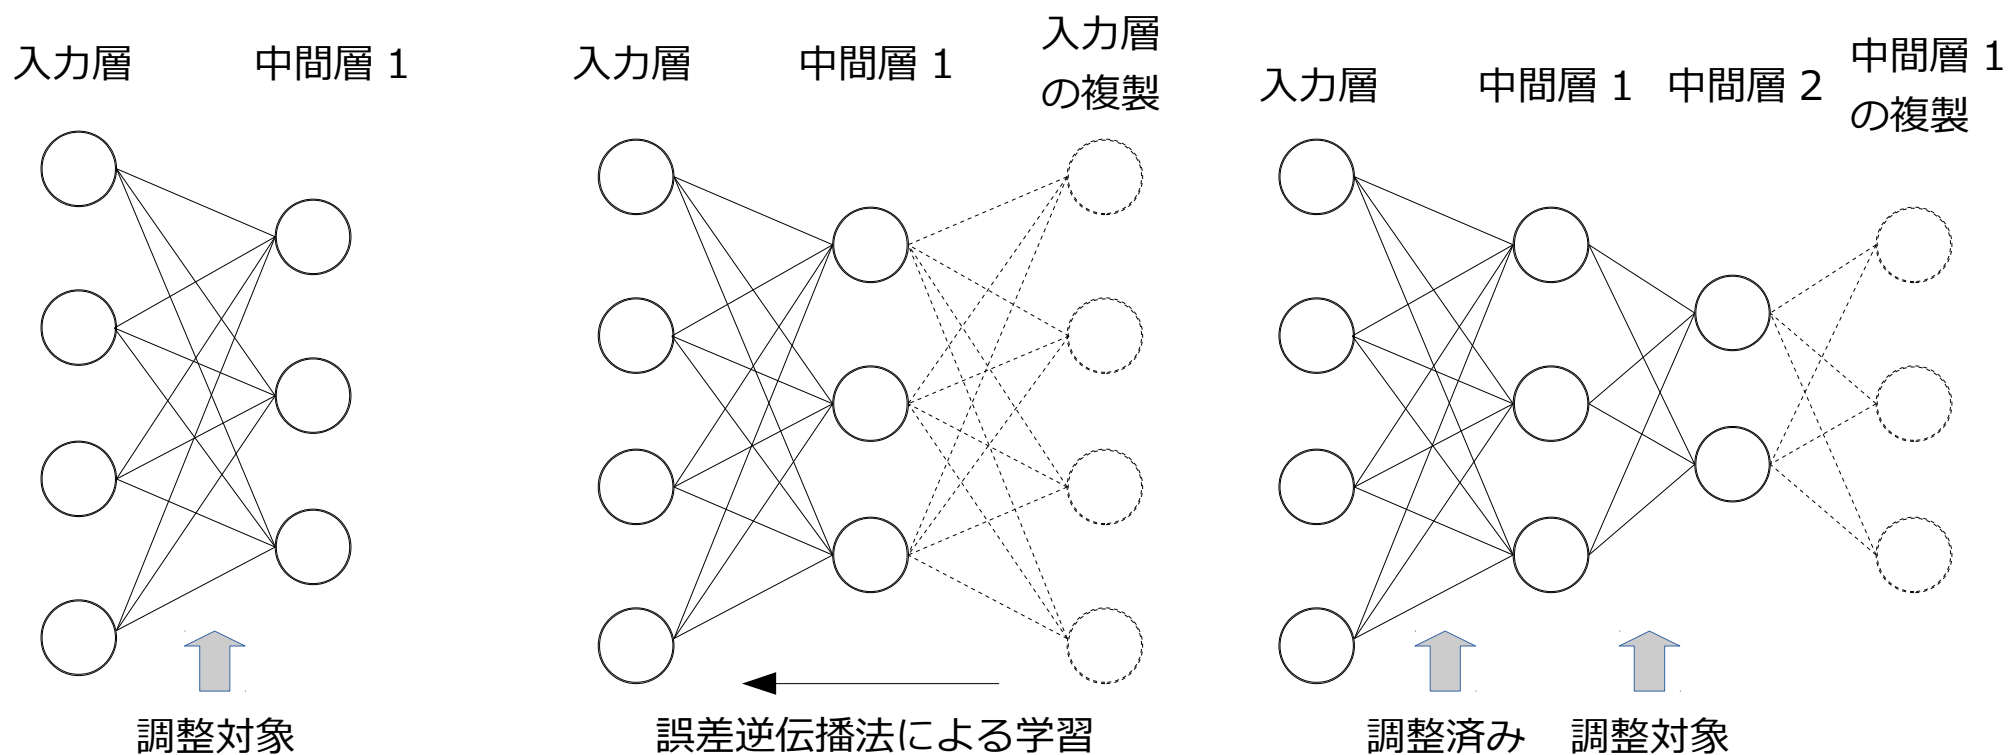 入力層
中間層 1
調整対象
入力層
中間層 1
入力層
の複製
誤差逆伝播法による学習
入力層
中間層 1
中間層 2
中間層 1
の複製
調整済み
調整対象